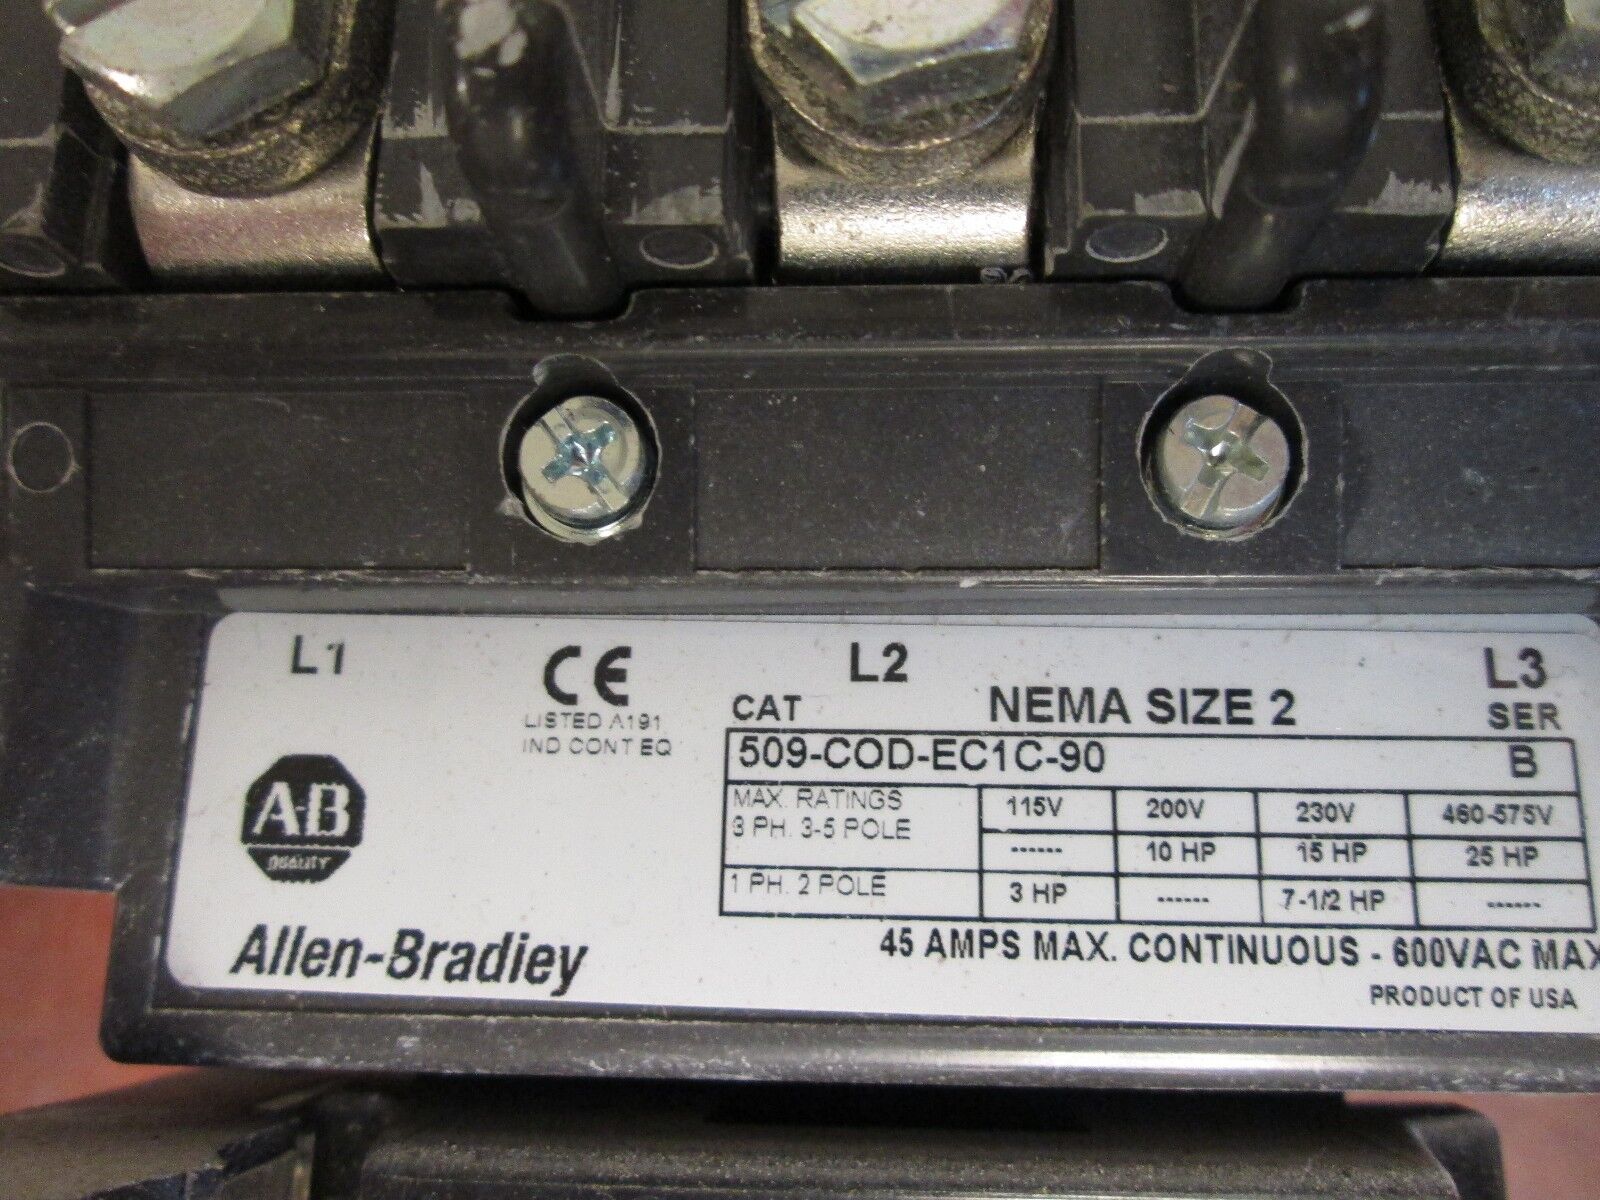 L1 L2 L3
CE
LISTED A191
IND CONT EQ
CAT NEMA SIZE 2 SER
509-COD-EC1C-90 B
MAX. RATINGS 115V 200V 230V 460-575V
3 PH. 3-5 POLE ------ 10 HP 15 HP 25 HP
1 PH. 2 POLE 3 HP ------ 7-1/2 HP ------
A-B
QUALITY
Allen-Bradley
45 AMPS MAX. CONTINUOUS - 600VAC MAX
PRODUCT OF USA